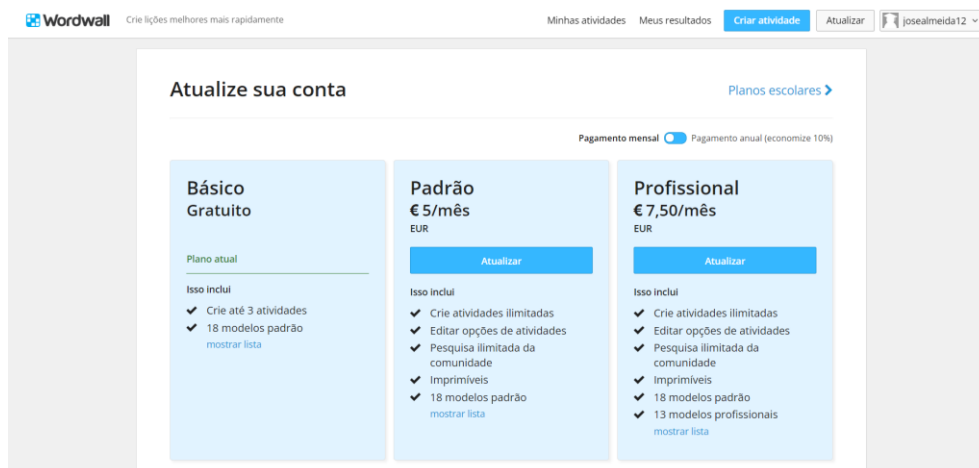 Wordwall
Crie lições melhores mais rapidamente
Minhas atividades
Meus resultados
Criar atividade
Atualizar
josealmeida12
Atualize sua conta
Planos escolares
Pagamento mensal
Pagamento anual (economize 10%)
Básico
Gratuito
Plano atual
Isso inclui
Crie até 3 atividades
18 modelos padrão
mostrar lista
Padrão
€ 5/mês
EUR
Atualizar
Isso inclui
Crie atividades ilimitadas
Editar opções de atividades
Pesquisa ilimitada da
comunidade
Imprimíveis
18 modelos padrão
mostrar lista
Profissional
€ 7,50/mês
EUR
Atualizar
Isso inclui
Crie atividades ilimitadas
Editar opções de atividades
Pesquisa ilimitada da
comunidade
Imprimíveis
18 modelos padrão
13 modelos profissionais
mostrar lista